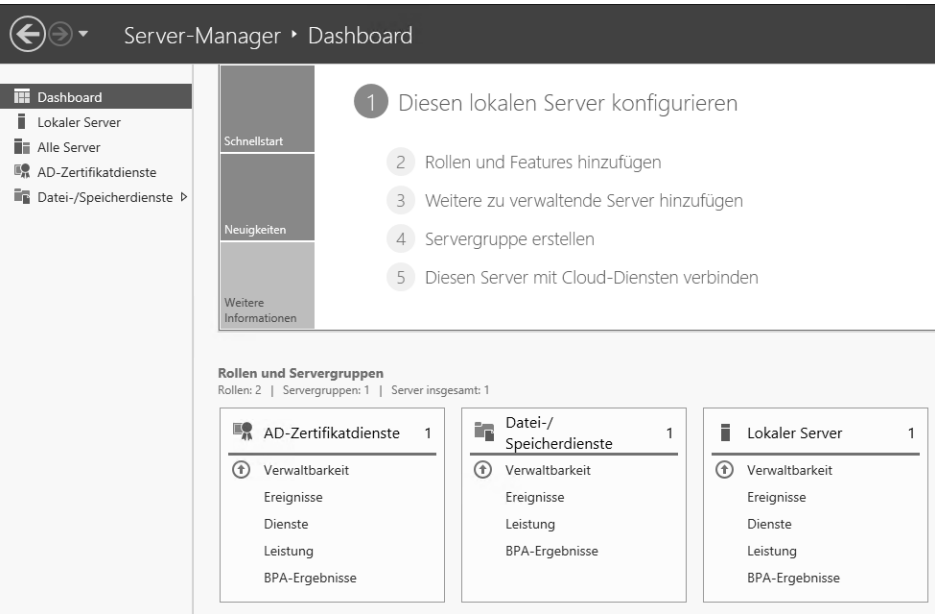 Server-Manager ‣ Dashboard
Dashboard
Lokaler Server
Alle Server
AD-Zertifikatdienste
Datei-/Speicherdienste
Schnellstart
Neuigkeiten
Weitere
Informationen
1 Diesen lokalen Server konfigurieren
2 Rollen und Features hinzufügen
3 Weitere zu verwaltende Server hinzufügen
4 Servergruppe erstellen
5 Diesen Server mit Cloud-Diensten verbinden
Rollen und Servergruppen
Rollen: 2 | Servergruppen: 1 | Server insgesamt: 1
AD-Zertifikatdienste 1
Verwaltbarkeit
Ereignisse
Dienste
Leistung
BPA-Ergebnisse
Datei-/
Speicherdienste 1
Verwaltbarkeit
Ereignisse
Leistung
BPA-Ergebnisse
Lokaler Server 1
Verwaltbarkeit
Ereignisse
Dienste
Leistung
BPA-Ergebnisse